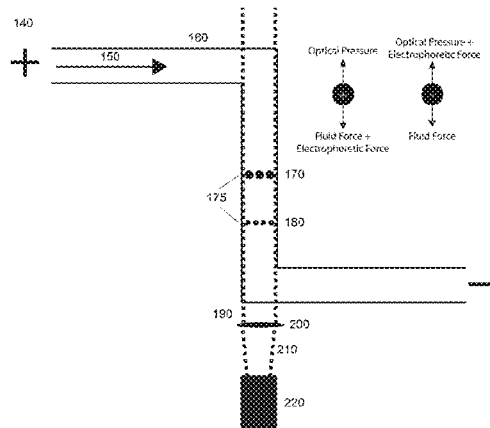 140
160
150
Optical Pressure
Optical Pressure +
Electrophoretic Force
Fluid Force +
Electrophoretic Force
Fluid Force
170
175
180
190
200
210
220